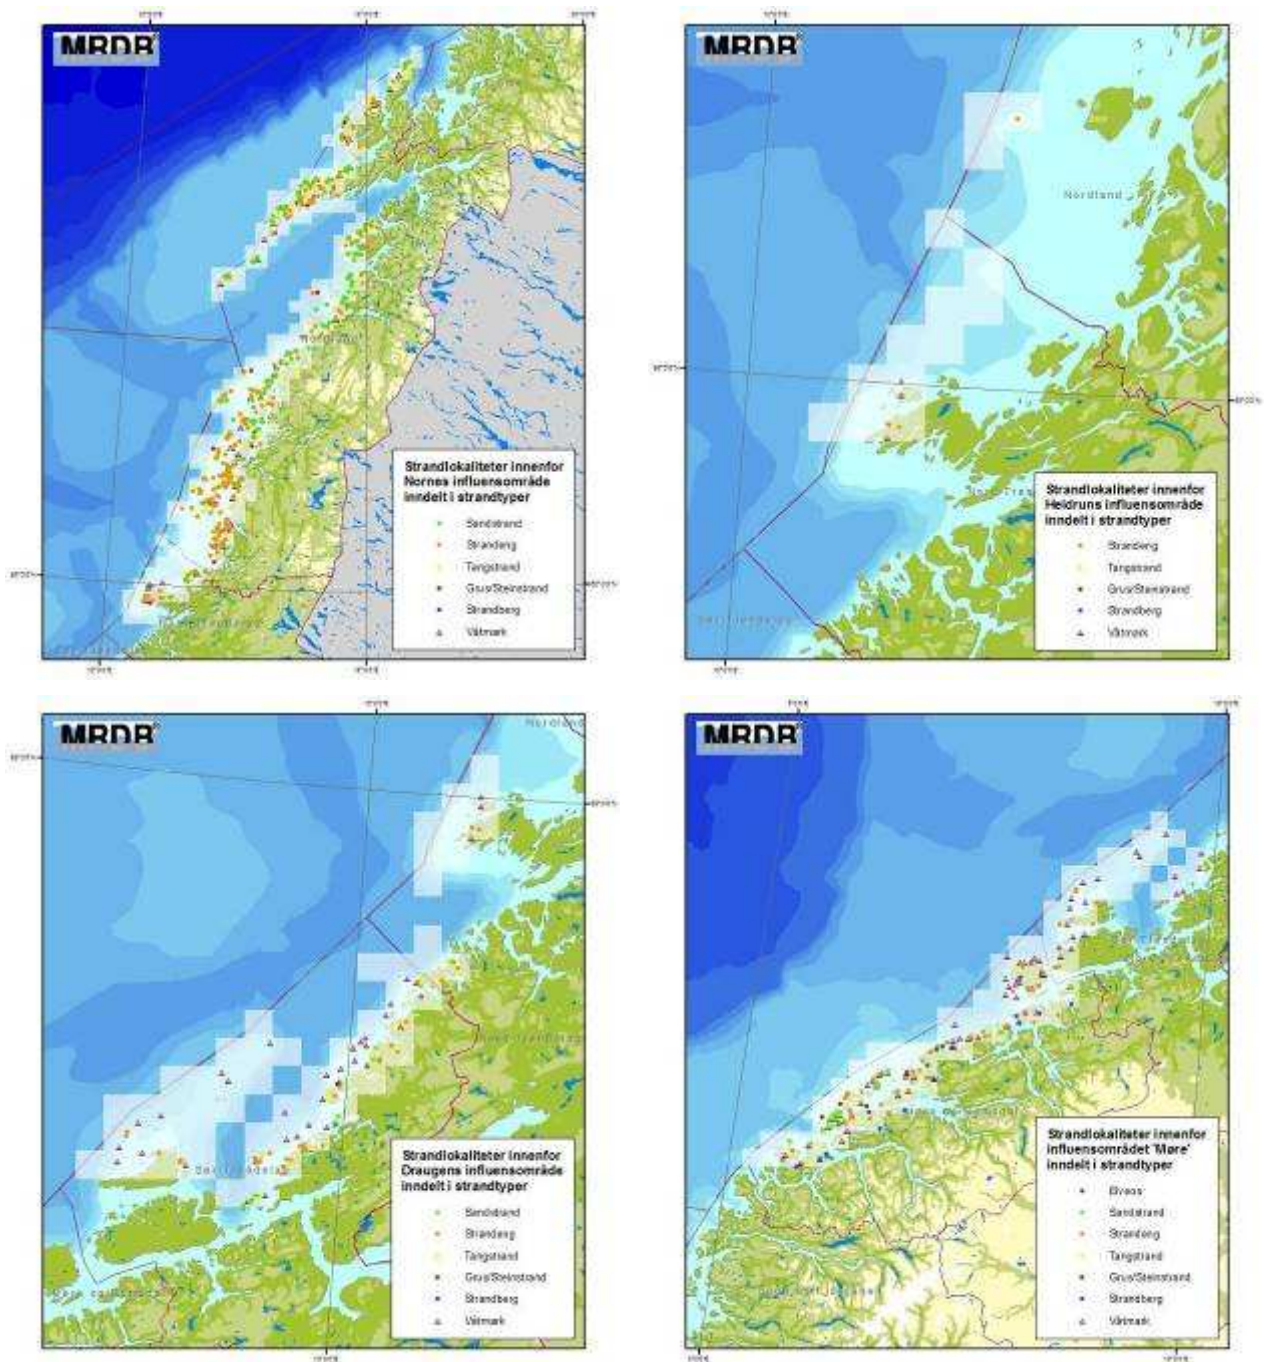 MRDB
Nordland
Strandlokaliteter innenfor
Nornes influensområde
inndelt i strandtyper
Sandstrand
Strandeng
Tangstrand
Grus/Steinstrand
Strandberg
Våtmark
MRDB
Nordland
Strandlokaliteter innenfor
Heidruns influensområde
inndelt i strandtyper
Strandeng
Tangstrand
Grus/Steinstrand
Strandberg
Våtmark
MRDB
Nordland
Strandlokaliteter innenfor
Draugens influensområde
inndelt i strandtyper
Sandstrand
Strandeng
Tangstrand
Grus/Steinstrand
Strandberg
Våtmark
MRDB
Strandlokaliteter innenfor
influensområdet 'Møre'
inndelt i strandtyper
Elveos
Sandstrand
Strandeng
Tangstrand
Grus/Steinstrand
Strandberg
Våtmark